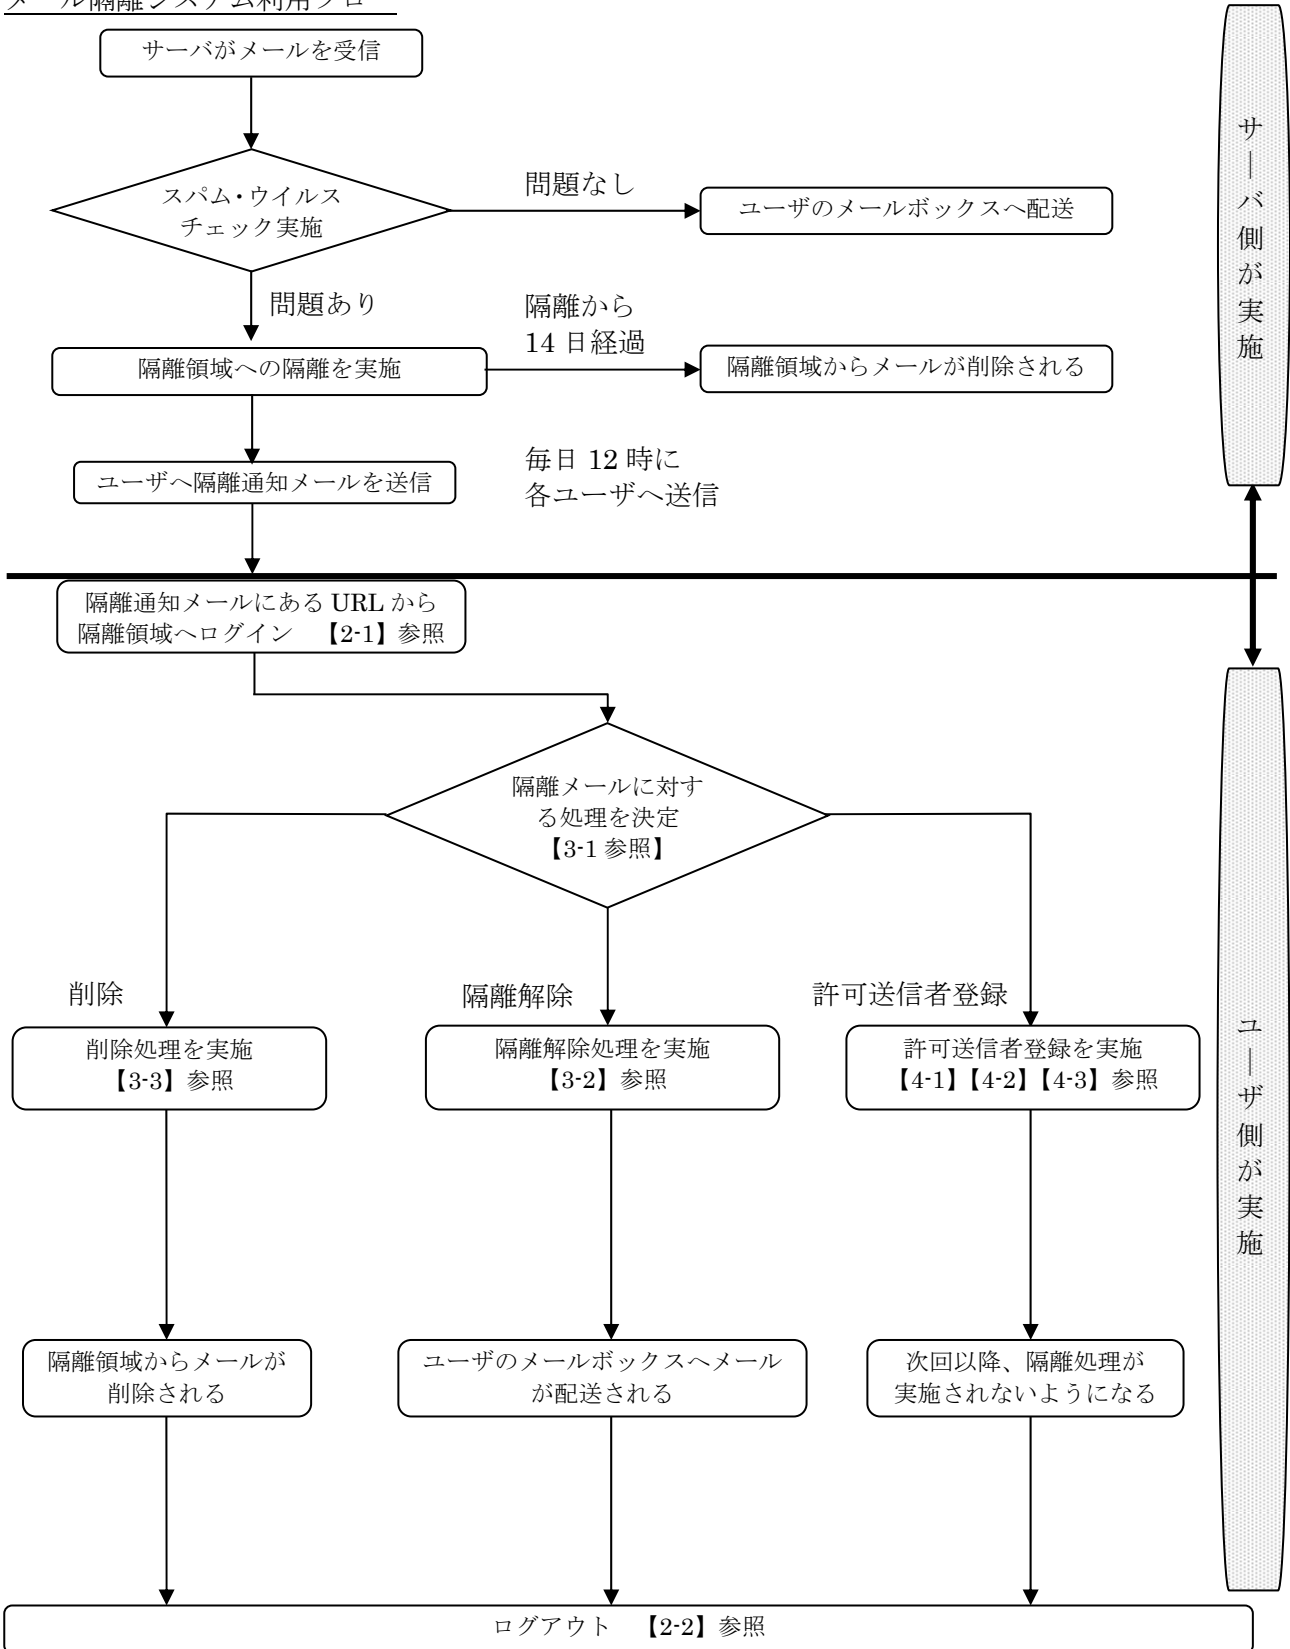 メール隔離システム利用フロー
サーバがメールを受信
スパム・ウイルス
チェック実施
問題なし
ユーザのメールボックスへ配送
問題あり
隔離から
14 日経過
隔離領域への隔離を実施
隔離領域からメールが削除される
ユーザへ隔離通知メールを送信
毎日 12 時に
各ユーザへ送信
サーバ側が実施
隔離通知メールにある URL から
隔離領域へログイン 【2-1】参照
隔離メールに対す
る処理を決定
【3-1 参照】
削除
隔離解除
許可送信者登録
削除処理を実施
【3-3】参照
隔離解除処理を実施
【3-2】参照
許可送信者登録を実施
【4-1】【4-2】【4-3】参照
ユーザ側が実施
隔離領域からメールが
削除される
ユーザのメールボックスへメール
が配送される
次回以降、隔離処理が
実施されないようになる
ログアウト 【2-2】参照